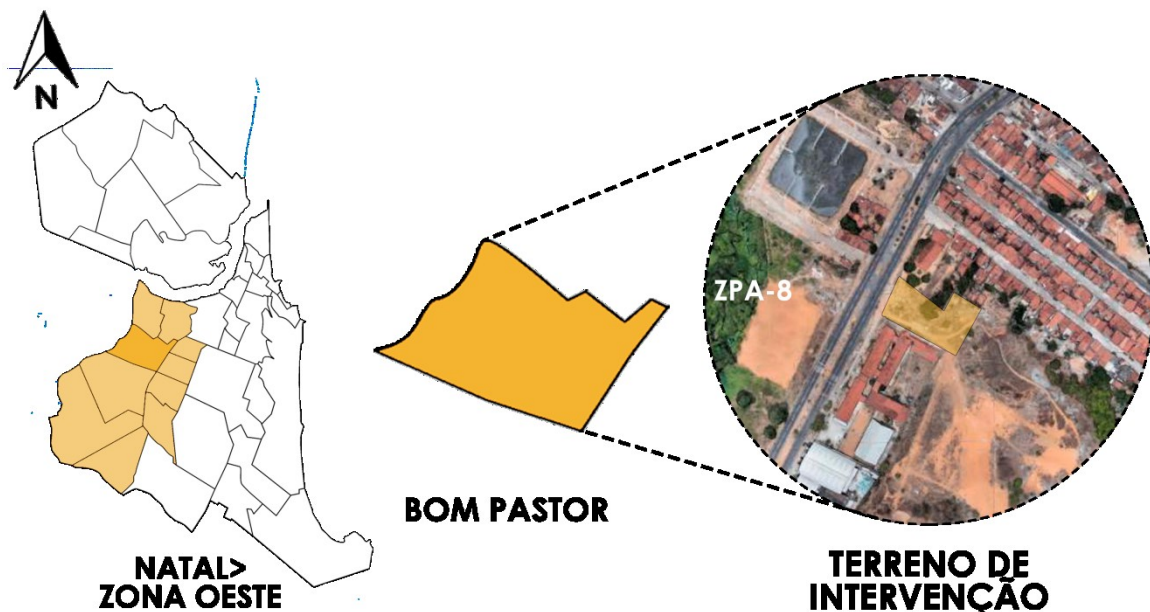 N
ZPA-8
BOM PASTOR
NATAL>
ZONA OESTE
TERRENO DE
INTERVENÇÃO